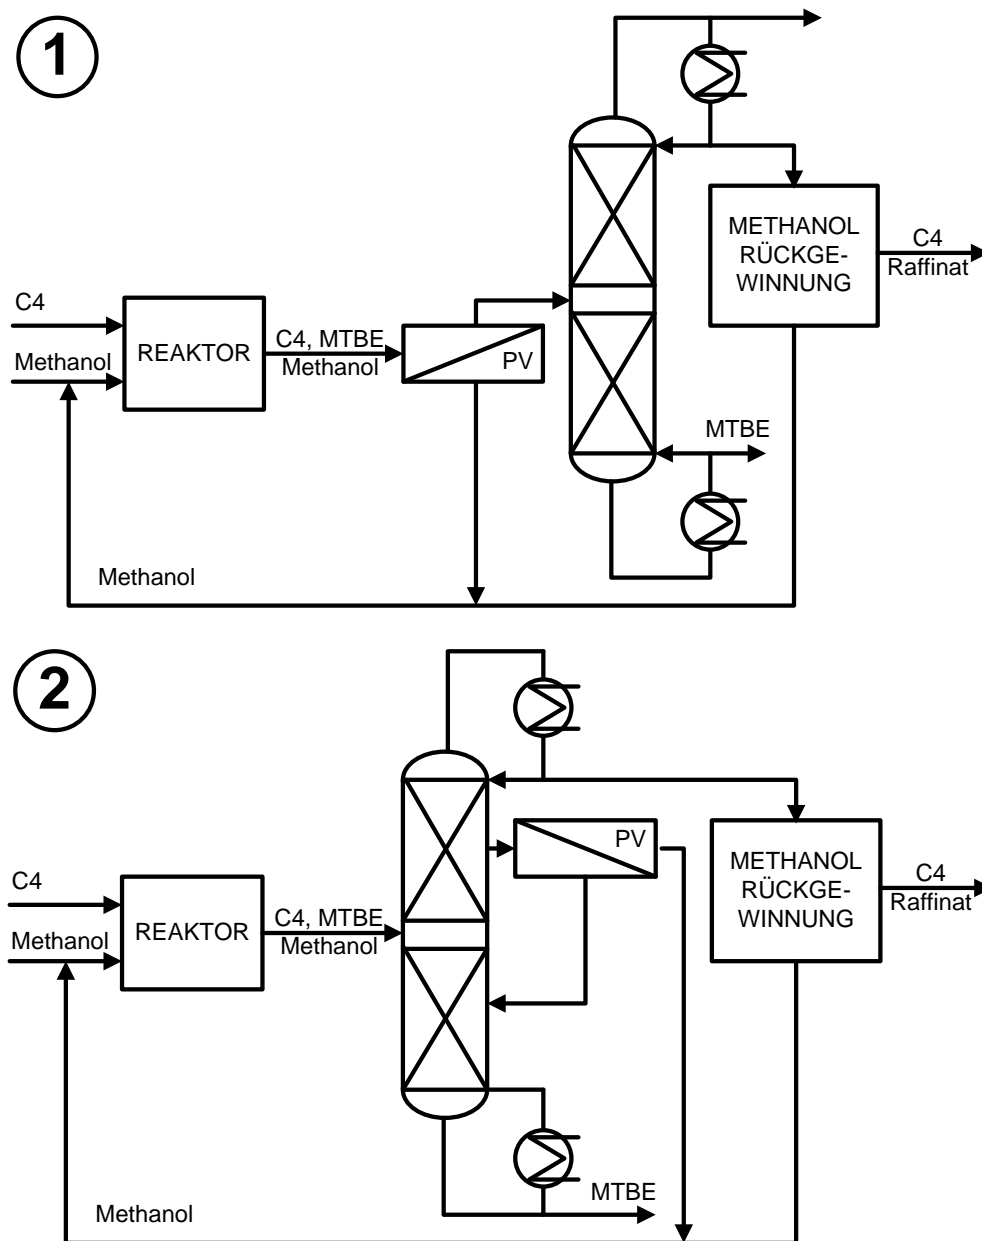 1
METHANOL
RÜCKGE-
WINNUNG
C4
Raffinat
C4
Methanol
REAKTOR
C4, MTBE
Methanol
PV
MTBE
Methanol
2
PV
METHANOL
RÜCKGE-
WINNUNG
C4
Raffinat
C4
Methanol
REAKTOR
C4, MTBE
Methanol
MTBE
Methanol